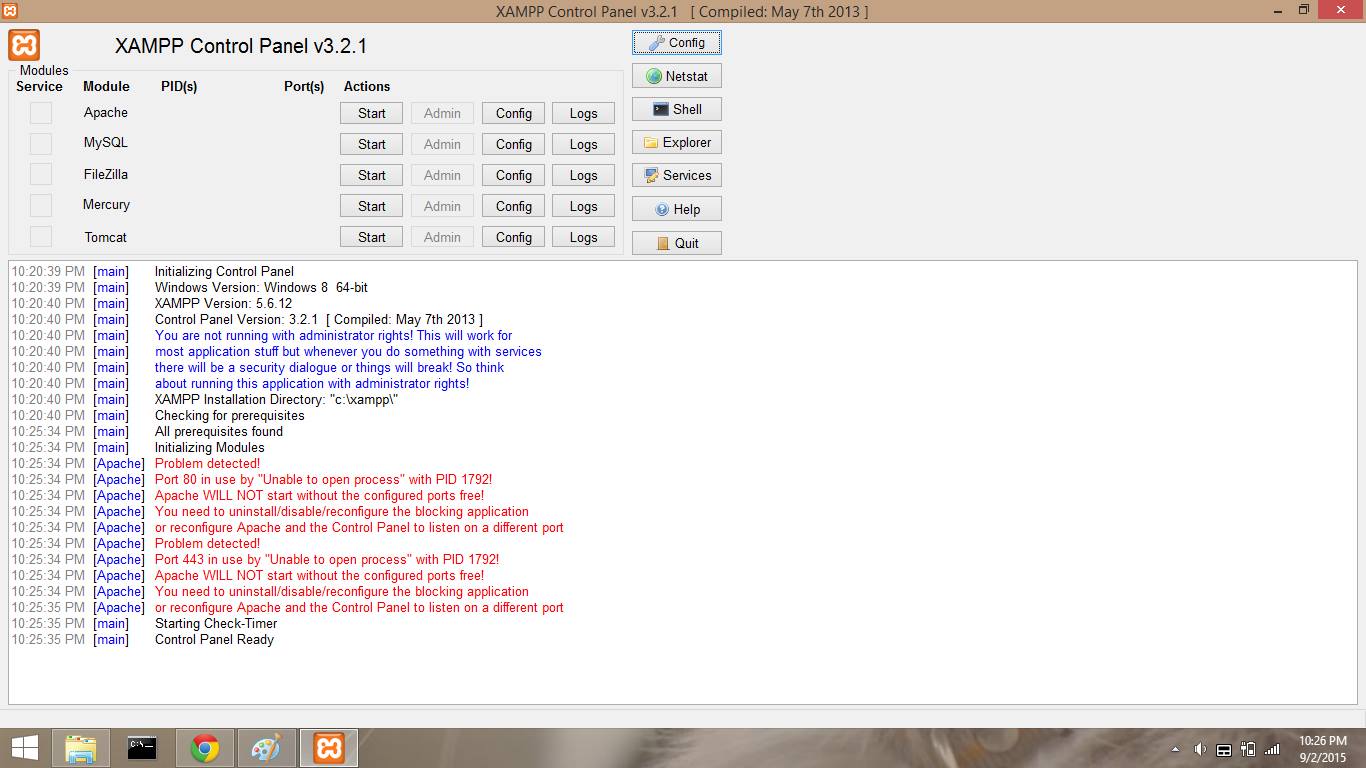 XAMPP Control Panel v3.2.1 [ Compiled: May 7th 2013 ]
XAMPP Control Panel v3.2.1
Config
Modules
Service Module PID(s) Port(s) Actions
Netstat
Apache Start Admin Config Logs
Shell
MySQL Start Admin Config Logs
Explorer
FileZilla Start Admin Config Logs
Services
Mercury Start Admin Config Logs
Help
Tomcat Start Admin Config Logs
Quit
10:20:39 PM [main] Initializing Control Panel
10:20:39 PM [main] Windows Version: Windows 8 64-bit
10:20:40 PM [main] XAMPP Version: 5.6.12
10:20:40 PM [main] Control Panel Version: 3.2.1 [ Compiled: May 7th 2013 ]
10:20:40 PM [main] You are not running with administrator rights! This will work for
10:20:40 PM [main] most application stuff but whenever you do something with services
10:20:40 PM [main] there will be a security dialogue or things will break! So think
10:20:40 PM [main] about running this application with administrator rights!
10:20:40 PM [main] XAMPP Installation Directory: "c:\xampp\"
10:20:40 PM [main] Checking for prerequisites
10:25:34 PM [main] All prerequisites found
10:25:34 PM [main] Initializing Modules
10:25:34 PM [Apache] Problem detected!
10:25:34 PM [Apache] Port 80 in use by "Unable to open process" with PID 1792!
10:25:34 PM [Apache] Apache WILL NOT start without the configured ports free!
10:25:34 PM [Apache] You need to uninstall/disable/reconfigure the blocking application
10:25:34 PM [Apache] or reconfigure Apache and the Control Panel to listen on a different port
10:25:34 PM [Apache] Problem detected!
10:25:34 PM [Apache] Port 443 in use by "Unable to open process" with PID 1792!
10:25:34 PM [Apache] Apache WILL NOT start without the configured ports free!
10:25:34 PM [Apache] You need to uninstall/disable/reconfigure the blocking application
10:25:35 PM [Apache] or reconfigure Apache and the Control Panel to listen on a different port
10:25:35 PM [main] Starting Check-Timer
10:25:35 PM [main] Control Panel Ready
10:26 PM
9/2/2015